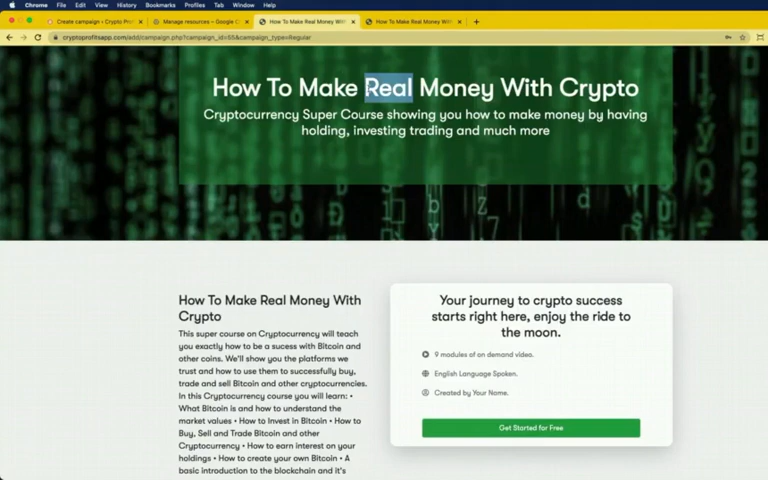 Chrome File Edit View History Bookmarks Profiles Tab Window Help
Create campaign ‹ Crypto Prof
Manage resources – Google C
How To Make Real Money With
How To Make Real Money With
cryptoprofitsapp.com/add/campaign.php?campaign_id=55&campaign_type=Regular
How To Make Real Money With Crypto
Cryptocurrency Super Course showing you how to make money by having
holding, investing trading and much more
How To Make Real Money With
Crypto
This super course on Cryptocurrency will teach
you exactly how to be a sucess with Bitcoin and
other coins. We'll show you the platforms we
trust and how to use them to successfully buy,
trade and sell Bitcoin and other cryptocurrencies.
In this Cryptocurrency course you will learn: •
What Bitcoin is and how to understand the
market values • How to Invest in Bitcoin • How to
Buy, Sell and Trade Bitcoin and other
Cryptocurrency • How to earn interest on your
holdings • How to create your own Bitcoin • A
basic introduction to the blockchain and it's
Your journey to crypto success
starts right here, enjoy the ride to
the moon.
9 modules of on demand video.
English Language Spoken.
Created by Your Name.
Get Started for Free